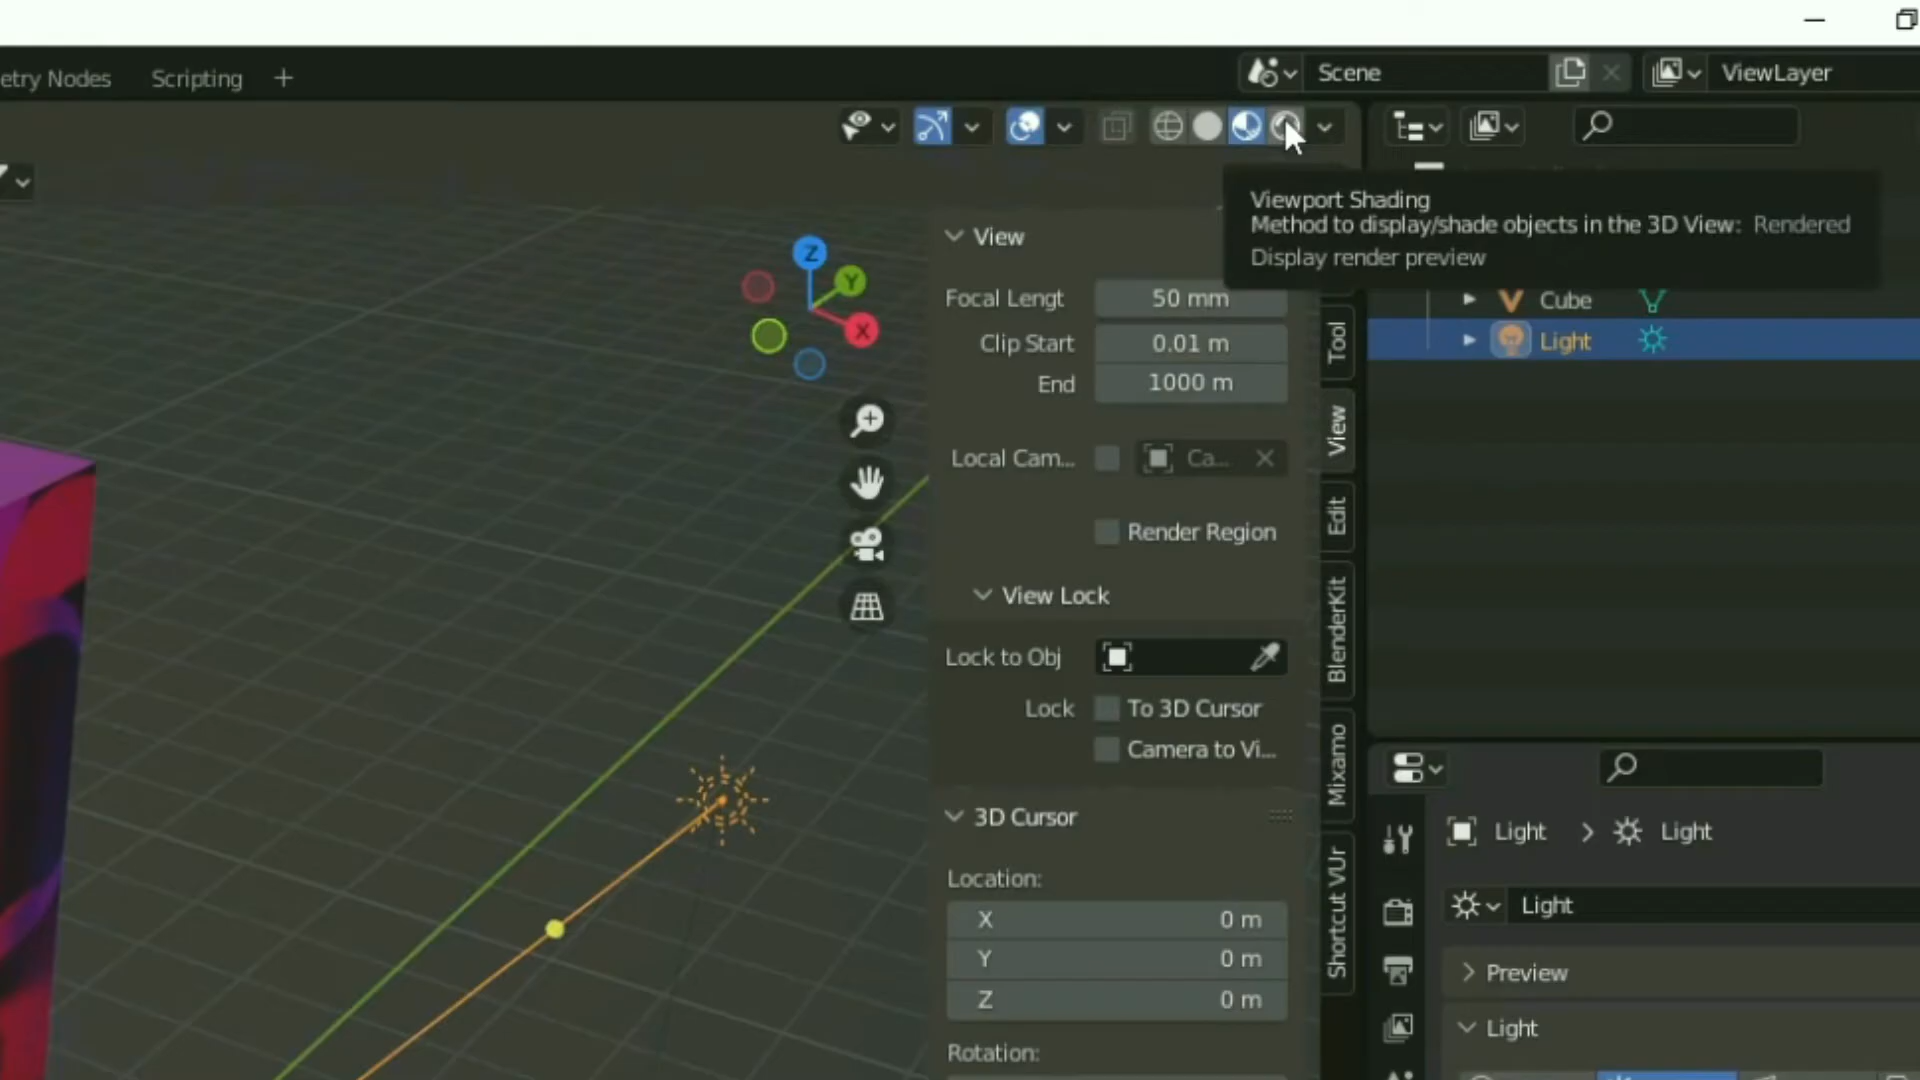 etry Nodes Scripting +
Scene
ViewLayer
Viewport Shading
Method to display/shade objects in the 3D View: Rendered
Display render preview
View
Focal Lengt 50 mm
Clip Start 0.01 m
End 1000 m
Local Cam... Ca...
Render Region
View Lock
Lock to Obj
Lock To 3D Cursor
Camera to Vi...
3D Cursor
Location:
X 0 m
Y 0 m
Z 0 m
Rotation:
Z
Y
X
Tool
View
Edit
BlenderKit
Mixamo
Shortcut VUr
Cube
Light
Light > Light
Light
Preview
Light